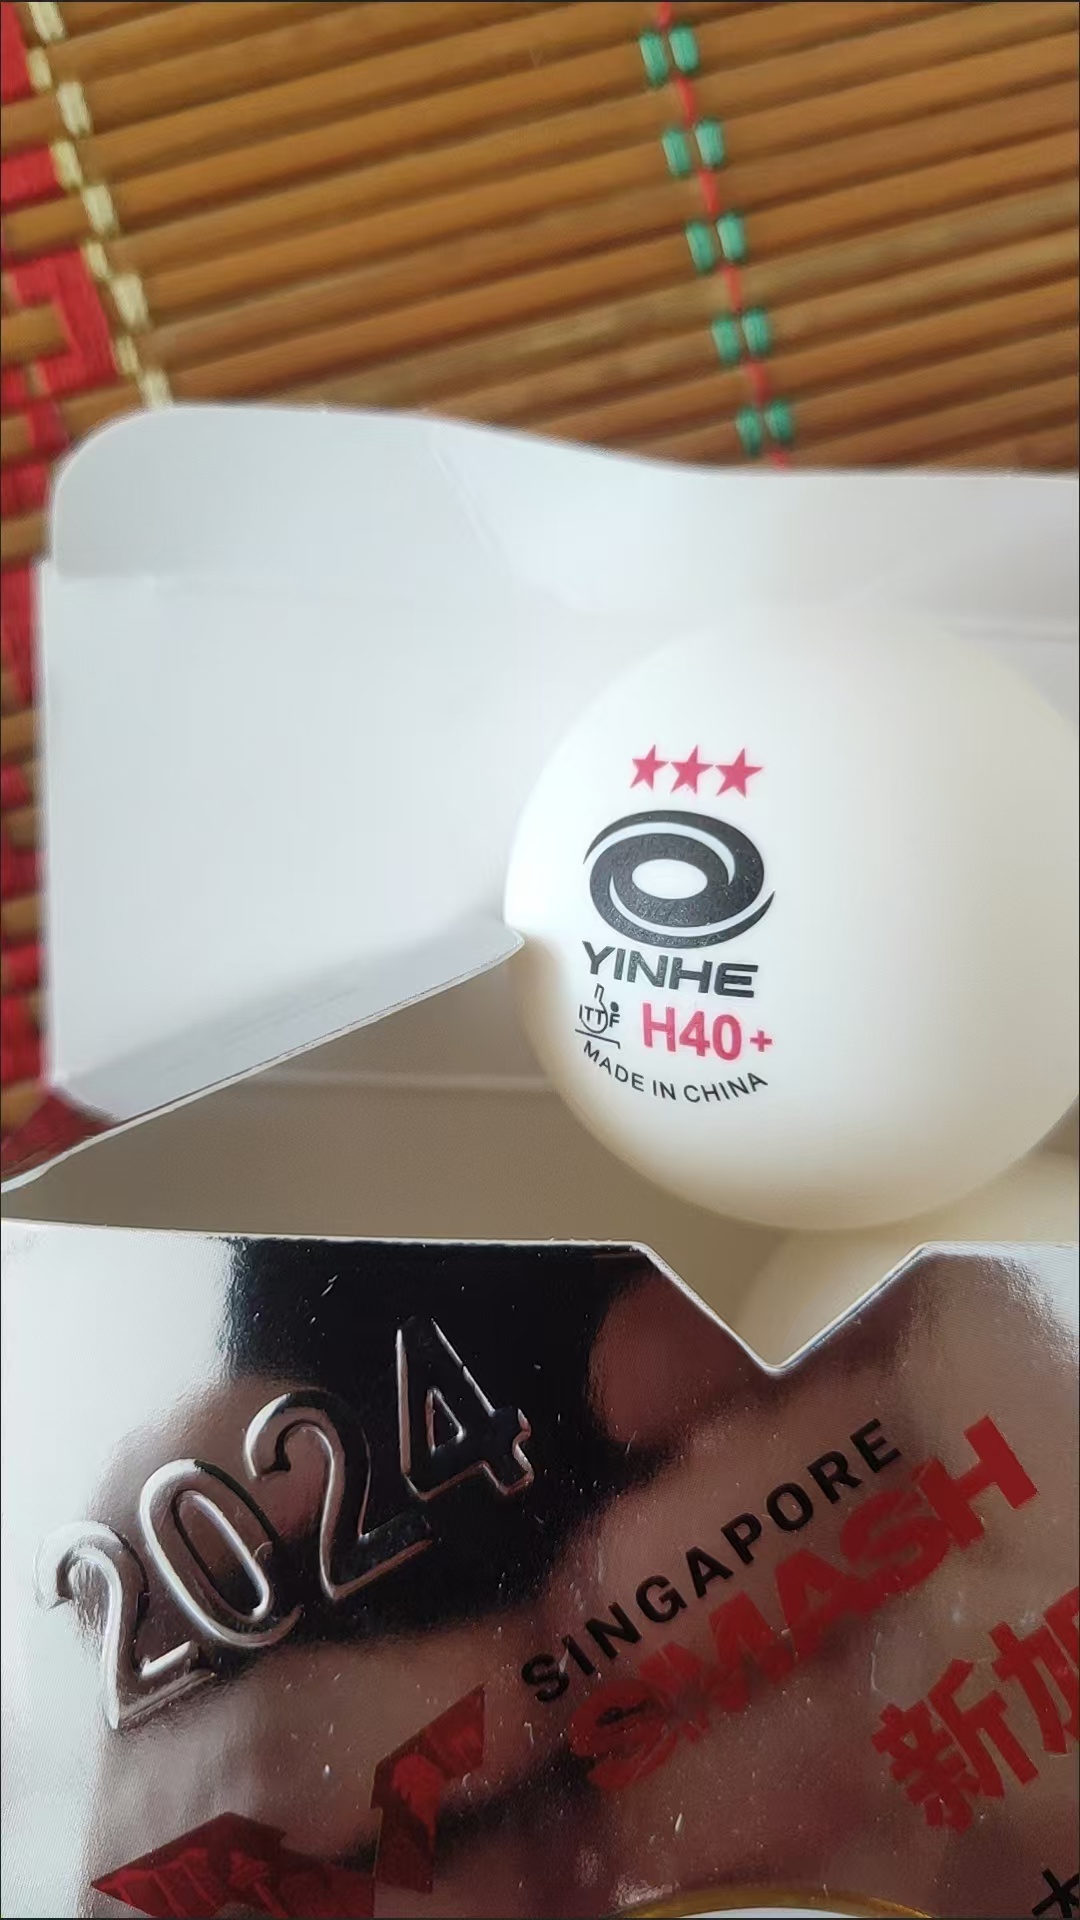 ★★★
YINHE
ITTF H40+
MADE IN CHINA
2024
SINGAPORE
SMASH
新加